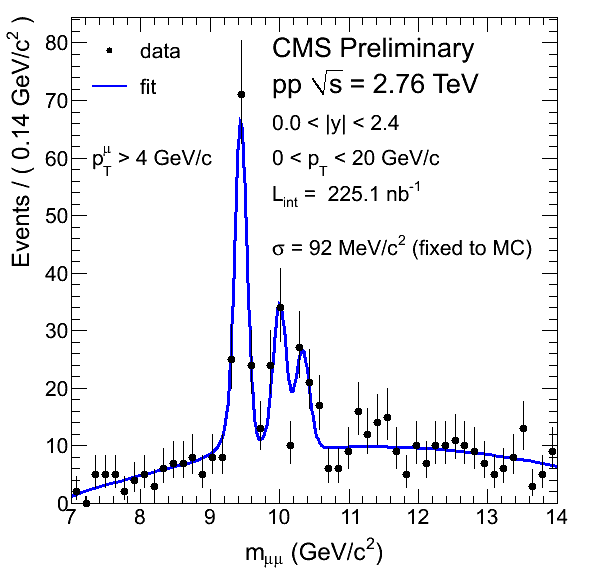 data
fit
CMS Preliminary
pp √s = 2.76 TeV
0.0 < |y| < 2.4
p_T^μ > 4 GeV/c
0 < p_T < 20 GeV/c
L_int = 225.1 nb⁻¹
σ = 92 MeV/c² (fixed to MC)
Events / ( 0.14 GeV/c² )
80
70
60
50
40
30
20
10
0
7 8 9 10 11 12 13 14
m_μμ (GeV/c²)